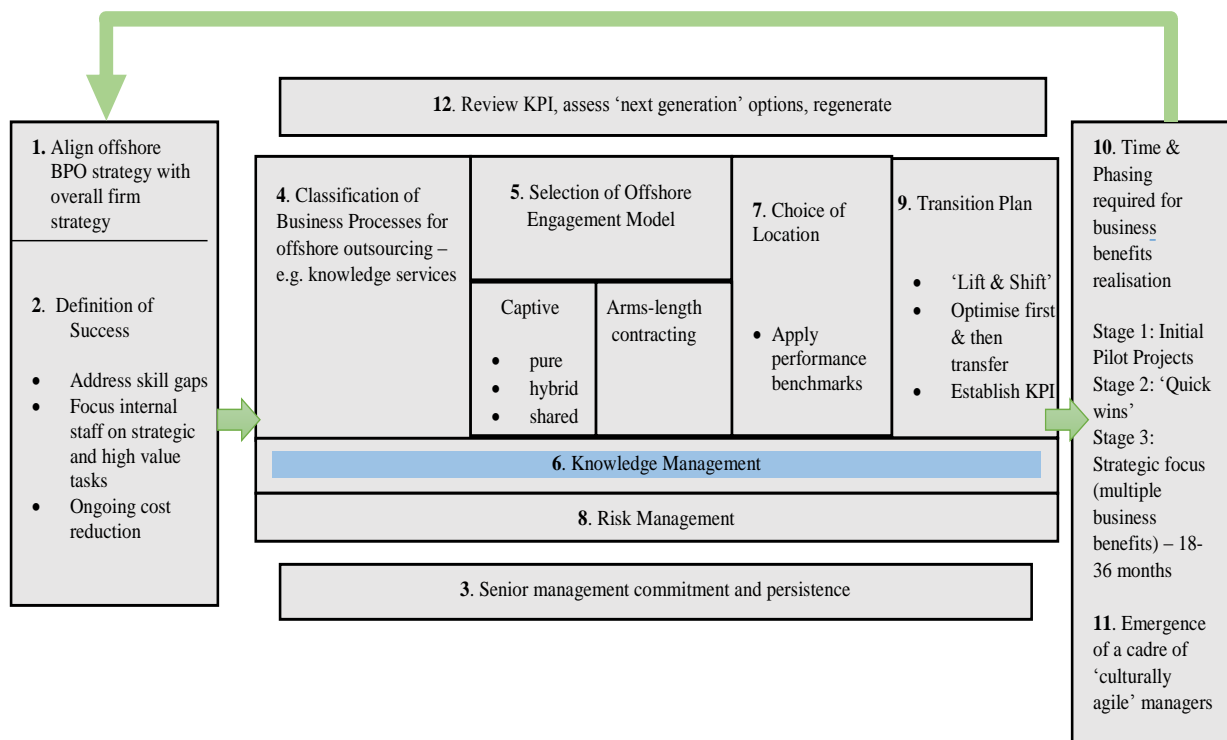 12. Review KPI, assess ‘next generation’ options, regenerate
1. Align offshore
BPO strategy with
overall firm
strategy
2. Definition of
Success
• Address skill gaps
• Focus internal
staff on strategic
and high value
tasks
• Ongoing cost
reduction
4. Classification of
Business Processes for
offshore outsourcing –
e.g. knowledge services
5. Selection of Offshore
Engagement Model
Captive
• pure
• hybrid
• shared
Arms-length
contracting
7. Choice of
Location
• Apply
performance
benchmarks
9. Transition Plan
• ‘Lift & Shift’
• Optimise first
& then
transfer
• Establish KPI
6. Knowledge Management
8. Risk Management
3. Senior management commitment and persistence
10. Time &
Phasing
required for
business
benefits
realisation
Stage 1: Initial
Pilot Projects
Stage 2: ‘Quick
wins’
Stage 3:
Strategic focus
(multiple
business
benefits) – 18-
36 months
11. Emergence
of a cadre of
‘culturally
agile’ managers